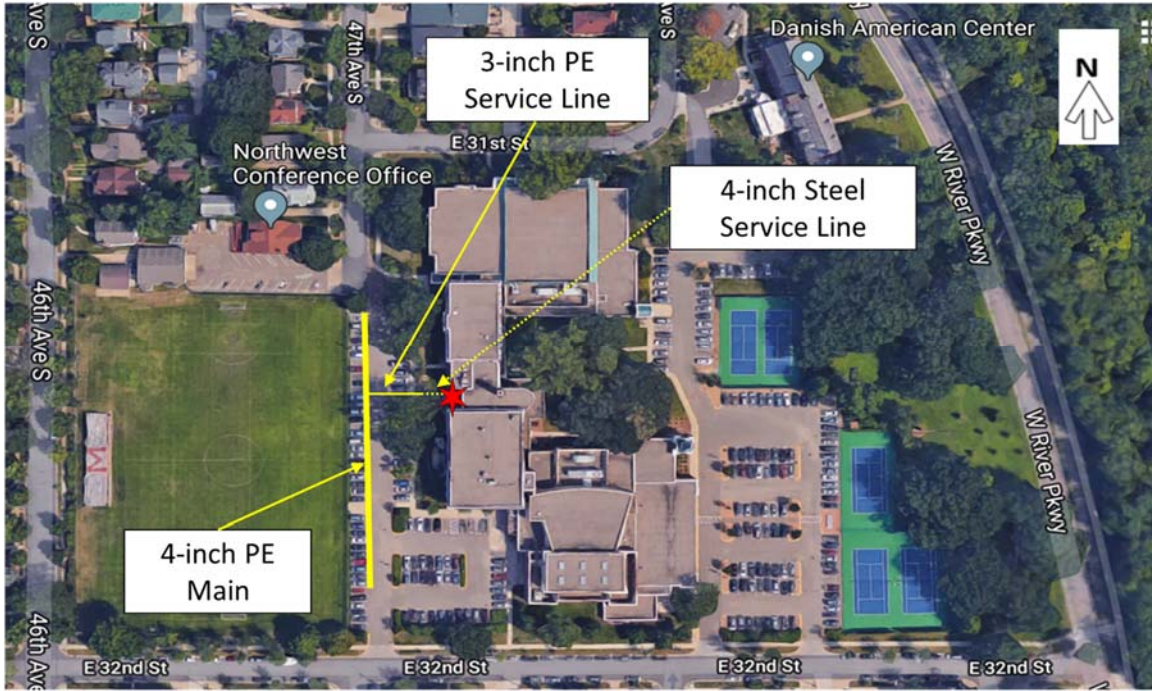 Ave S
47th Ave S
3-inch PE
Service Line
Danish American Center
N
E 31st St
Northwest
Conference Office
4-inch Steel
Service Line
W River Pkwy
46th Ave S
M
W River Pkwy
4-inch PE
Main
46th Ave
E 32nd St
E 32nd St
E 32nd St
E 32nd St